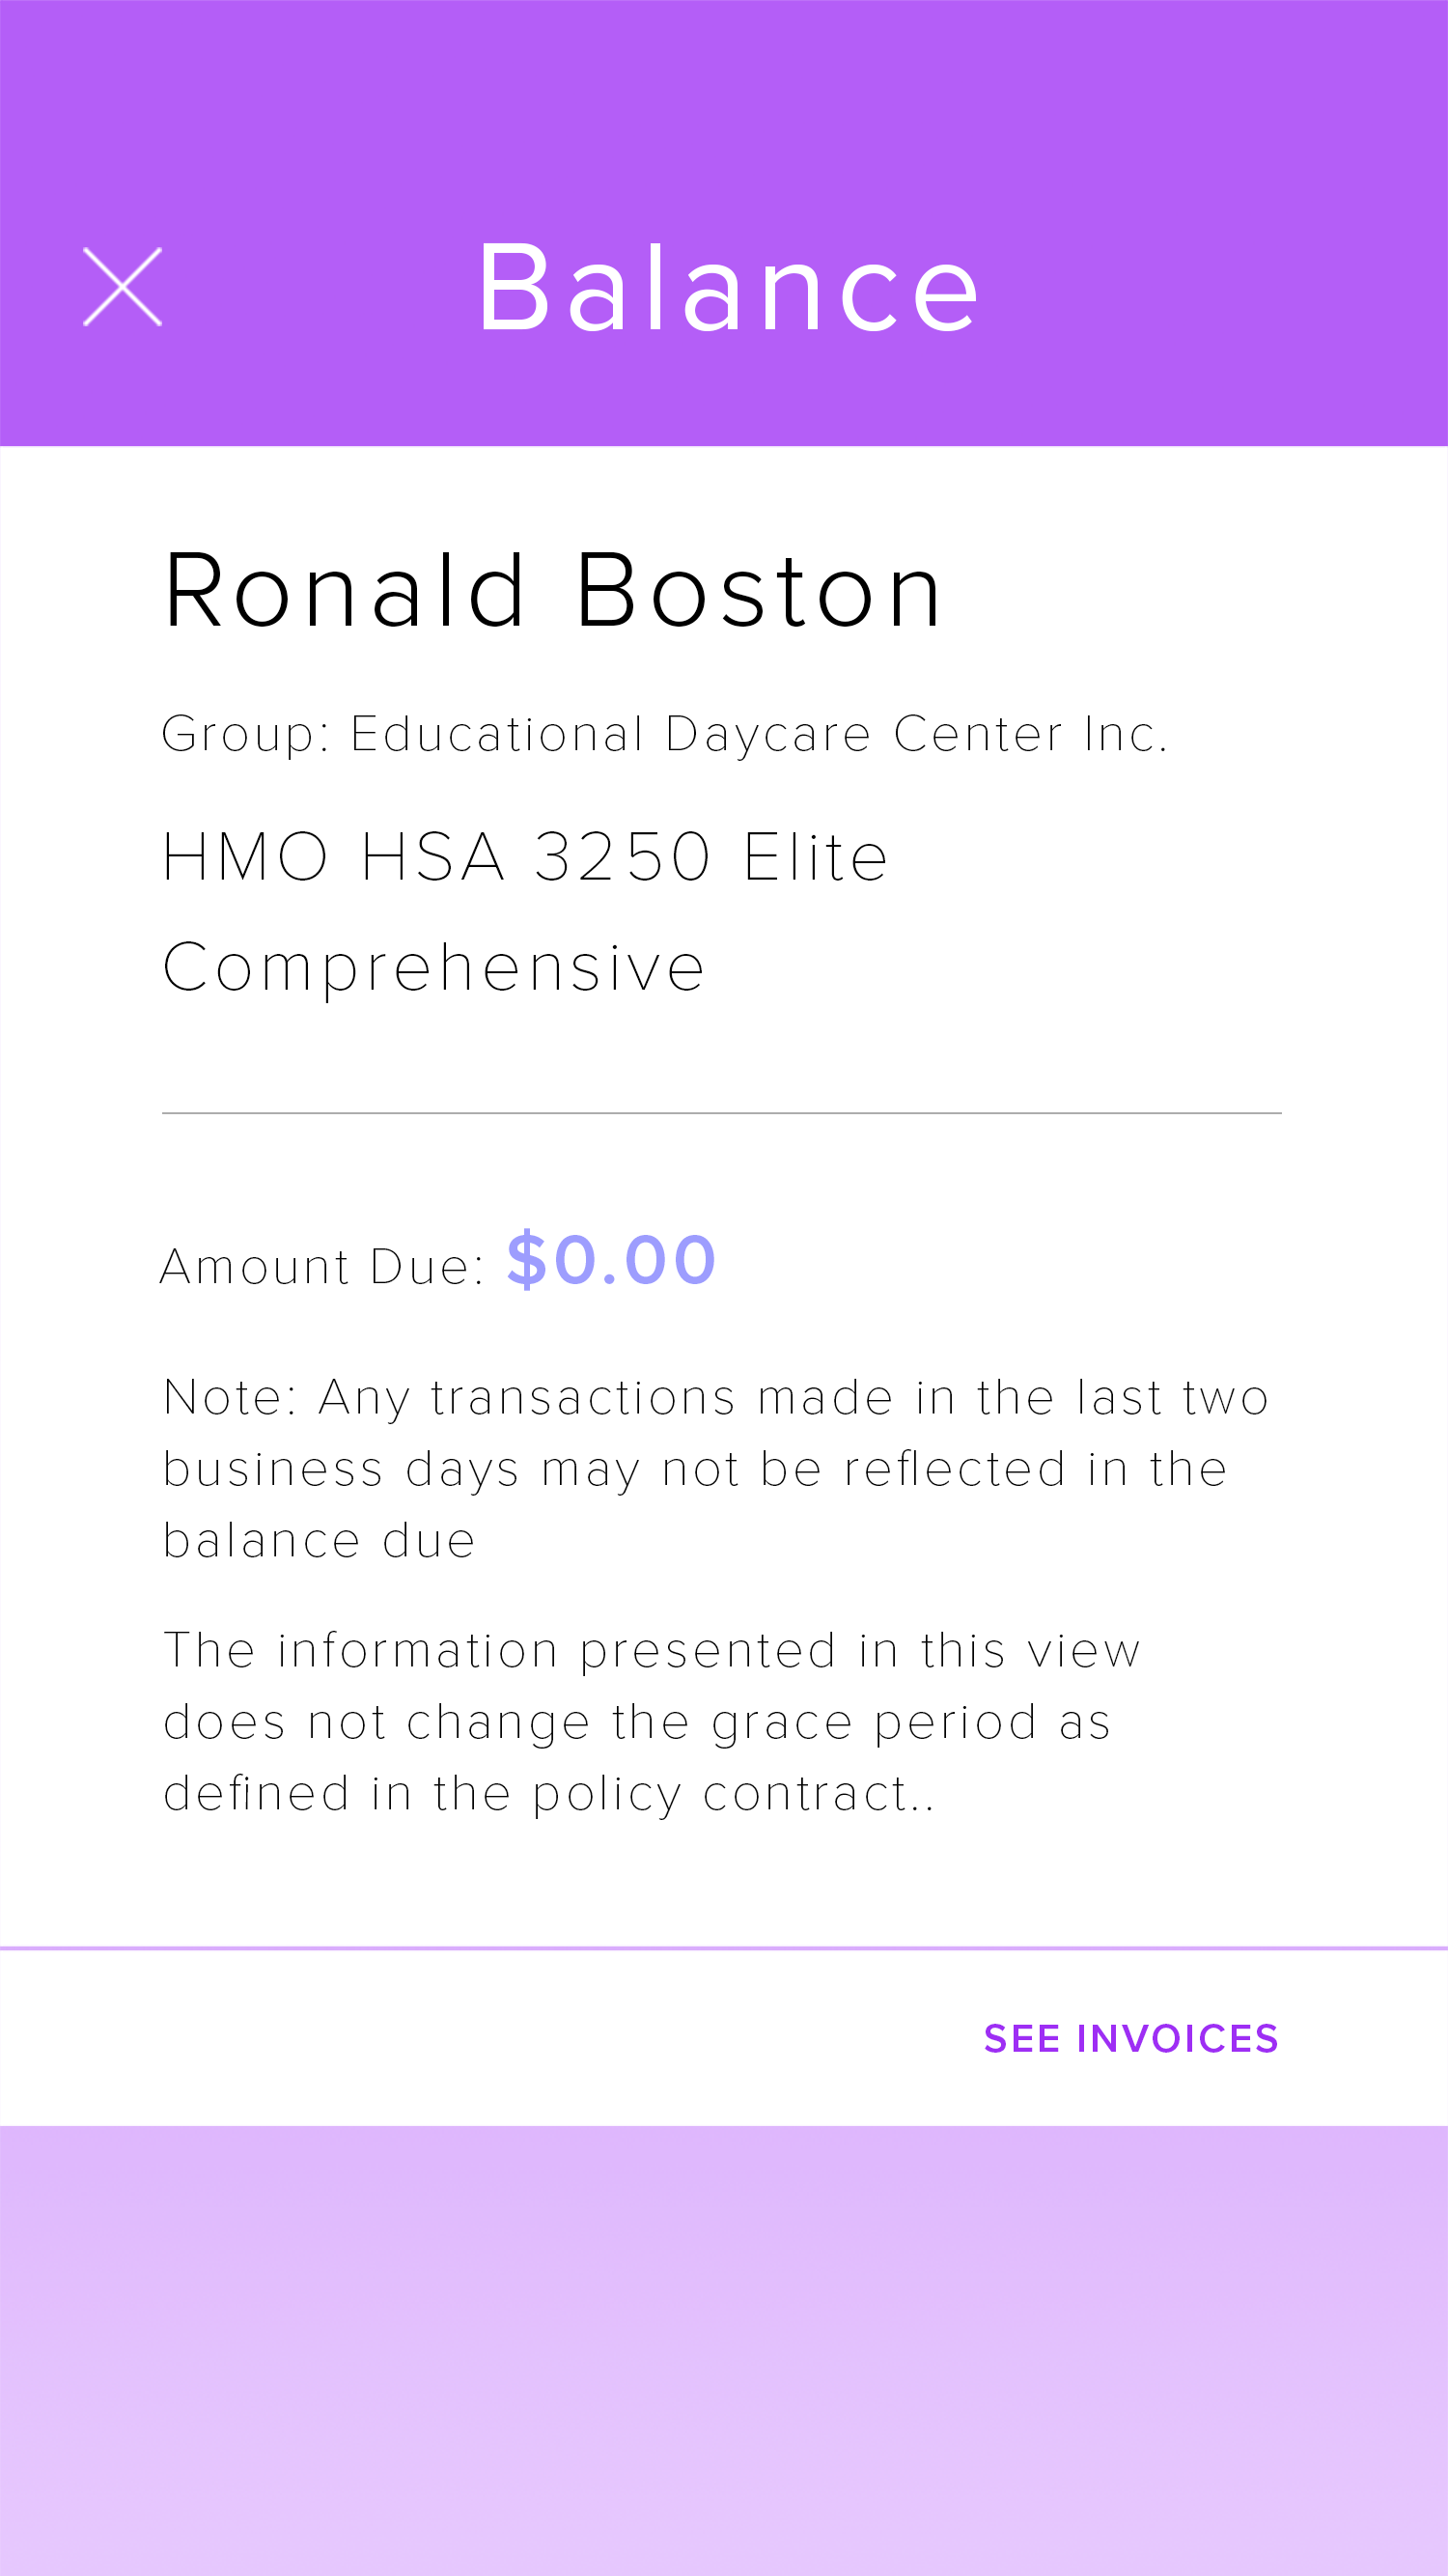 Balance
Ronald Boston
Group: Educational Daycare Center Inc.
HMO HSA 3250 Elite
Comprehensive
Amount Due: $0.00
Note: Any transactions made in the last two
business days may not be reflected in the
balance due
The information presented in this view
does not change the grace period as
defined in the policy contract..
SEE INVOICES